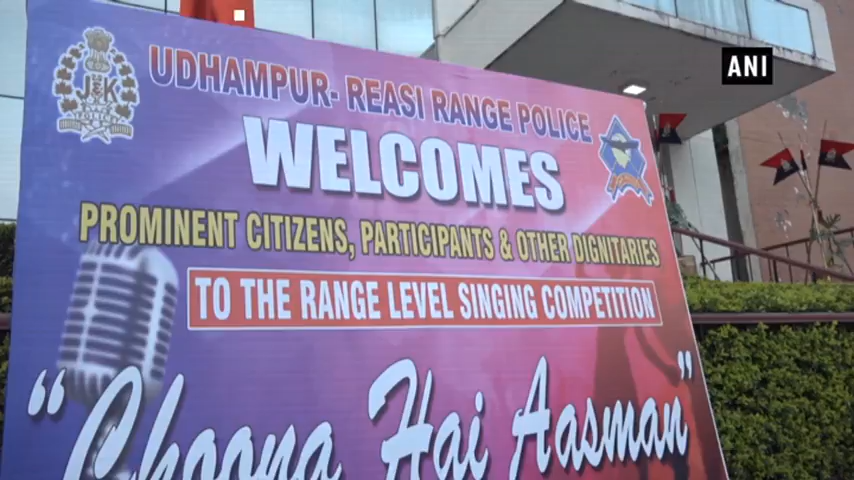 ANI
J&K
POLICE
UDHAMPUR- REASI RANGE POLICE
WELCOMES
PROMINENT CITIZENS, PARTICIPANTS & OTHER DIGNITARIES
TO THE RANGE LEVEL SINGING COMPETITION
"Choona Hai Aasman"